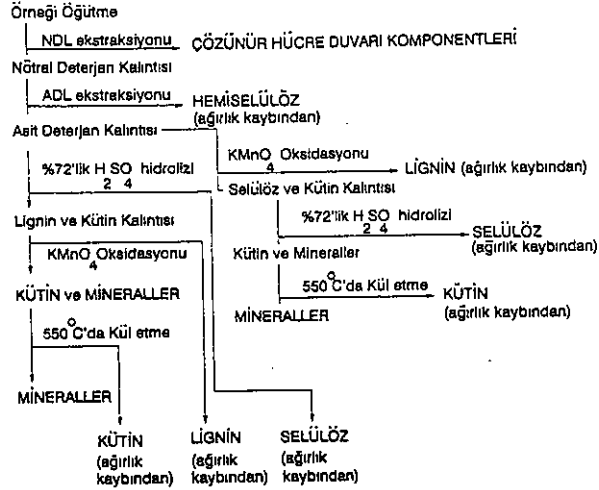 Örneği Öğütme
NDL ekstraksiyonu
ÇÖZÜNÜR HÜCRE DUVARI KOMPONENTLERİ
Nötral Deterjan Kalıntısı
ADL ekstraksiyonu
HEMİSELÜLÖZ
(ağırlık kaybından)
Asit Deterjan Kalıntısı
KMnO4 Oksidasyonu
LİGNİN (ağırlık kaybından)
%72'lik H2SO4 hidrolizi
Selülöz ve Kütin Kalıntısı
%72'lik H2SO4 hidrolizi
SELÜLÖZ
(ağırlık kaybından)
Lignin ve Kütin Kalıntısı
KMnO4 Oksidasyonu
Kütin ve Mineraller
550°C'da Kül etme
KÜTİN
(ağırlık kaybından)
KÜTİN ve MİNERALLER
MİNERALLER
550°C'da Kül etme
MİNERALLER
KÜTİN
(ağırlık
kaybından)
LİGNİN
(ağırlık
kaybından)
SELÜLÖZ
(ağırlık
kaybından)